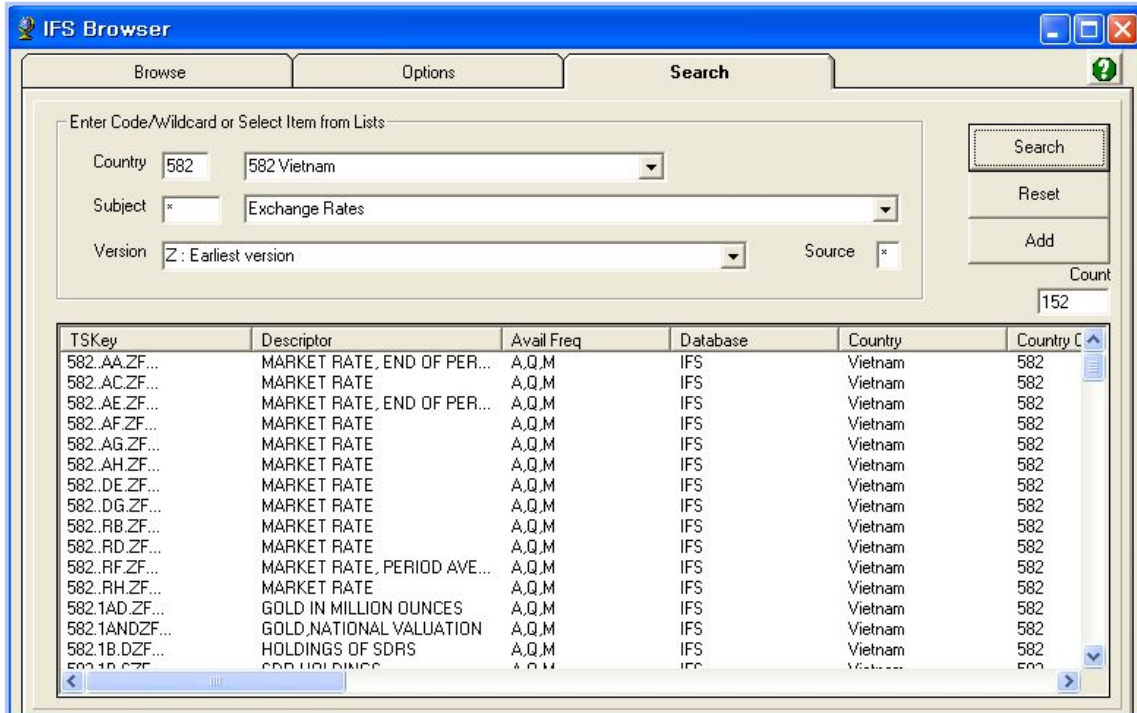 IFS Browser
Browse Options Search
Enter Code/Wildcard or Select Item from Lists
Country 582 582 Vietnam
Subject * Exchange Rates
Version Z : Earliest version Source *
Search
Reset
Add
Count
152
TSKey Descriptor Avail Freq Database Country Country C
582..AA.ZF... MARKET RATE, END OF PER... A,Q,M IFS Vietnam 582
582..AC.ZF... MARKET RATE A,Q,M IFS Vietnam 582
582..AE.ZF... MARKET RATE, END OF PER... A,Q,M IFS Vietnam 582
582..AF.ZF... MARKET RATE A,Q,M IFS Vietnam 582
582..AG.ZF... MARKET RATE A,Q,M IFS Vietnam 582
582..AH.ZF... MARKET RATE A,Q,M IFS Vietnam 582
582..DE.ZF... MARKET RATE A,Q,M IFS Vietnam 582
582..DG.ZF... MARKET RATE A,Q,M IFS Vietnam 582
582..RB.ZF... MARKET RATE A,Q,M IFS Vietnam 582
582..RD.ZF... MARKET RATE A,Q,M IFS Vietnam 582
582..RF.ZF... MARKET RATE, PERIOD AVE... A,Q,M IFS Vietnam 582
582..RH.ZF... MARKET RATE A,Q,M IFS Vietnam 582
582.1AD.ZF... GOLD IN MILLION OUNCES A,Q,M IFS Vietnam 582
582.1ANDZF... GOLD,NATIONAL VALUATION A,Q,M IFS Vietnam 582
582.1B.DZF... HOLDINGS OF SDRS A,Q,M IFS Vietnam 582